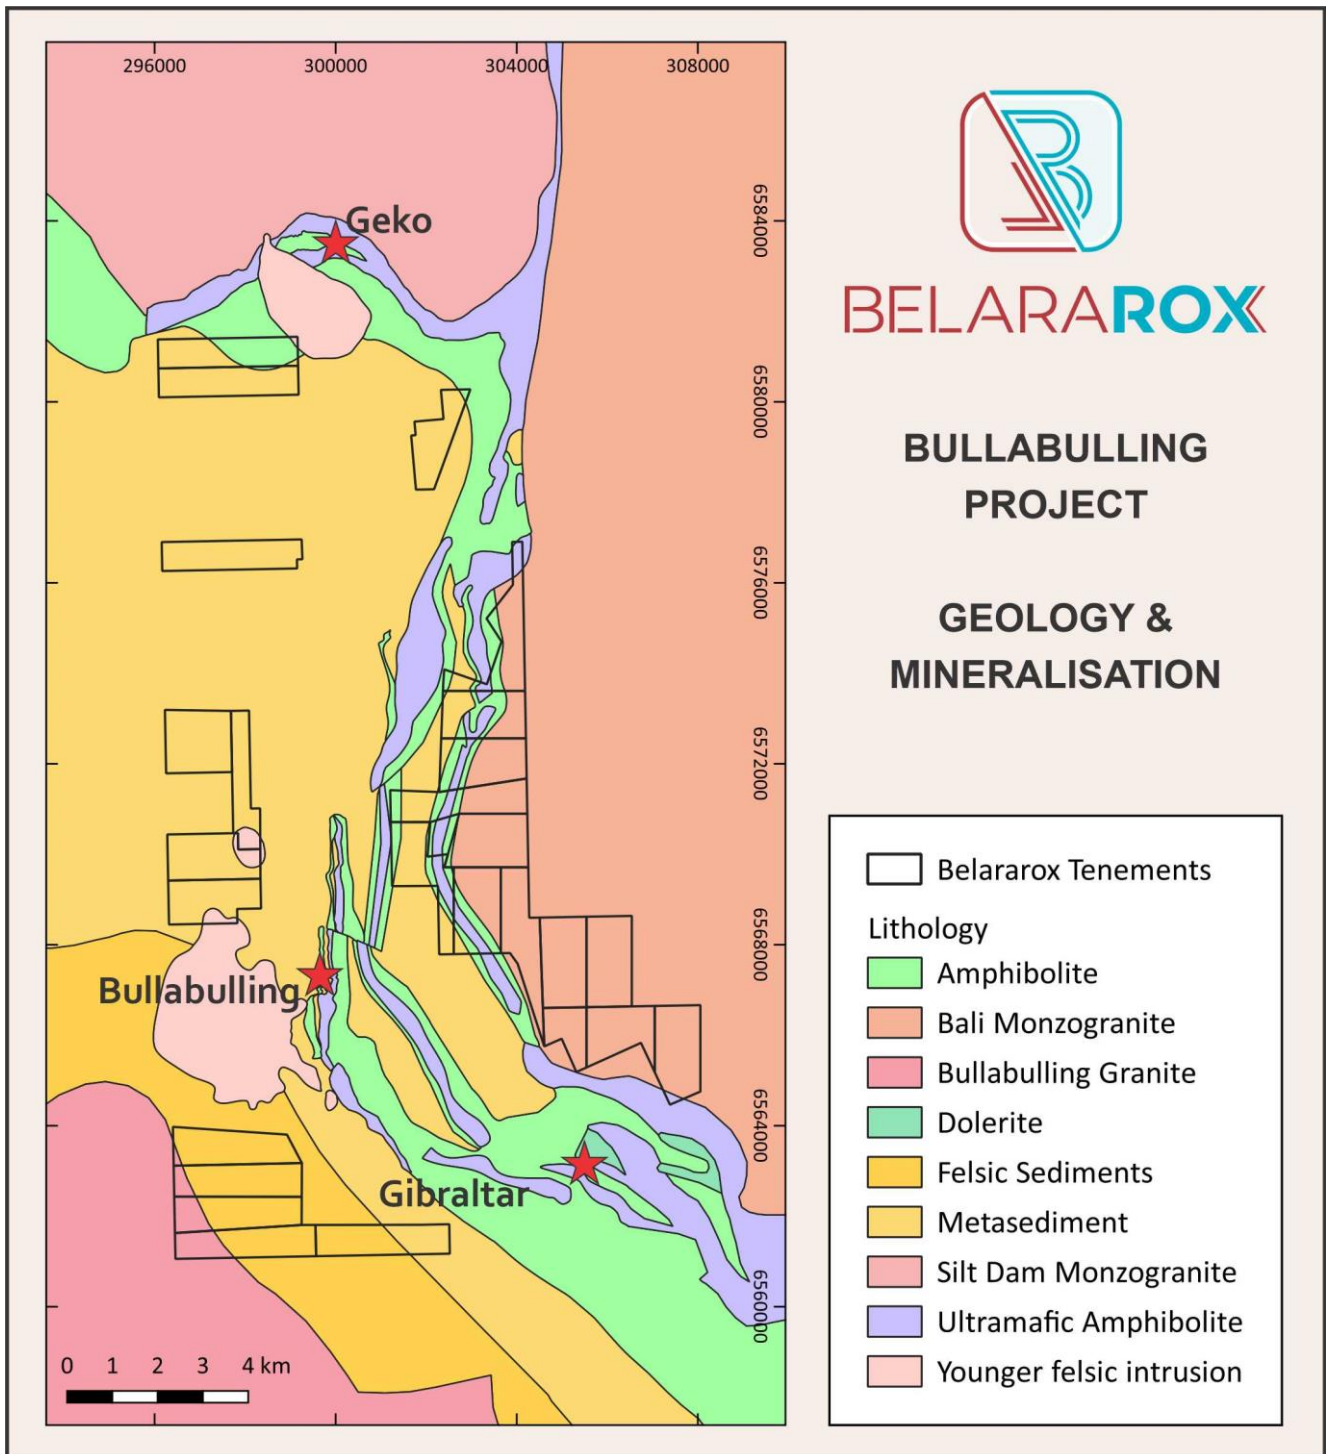 296000
300000
304000
308000
6584000
6580000
6576000
6572000
6568000
6564000
6560000
Geko
Bullabulling
Gibraltar
0 1 2 3 4 km
BELARAROX
BULLABULLING
PROJECT
GEOLOGY &
MINERALISATION
Belararox Tenements
Lithology
Amphibolite
Bali Monzogranite
Bullabulling Granite
Dolerite
Felsic Sediments
Metasediment
Silt Dam Monzogranite
Ultramafic Amphibolite
Younger felsic intrusion